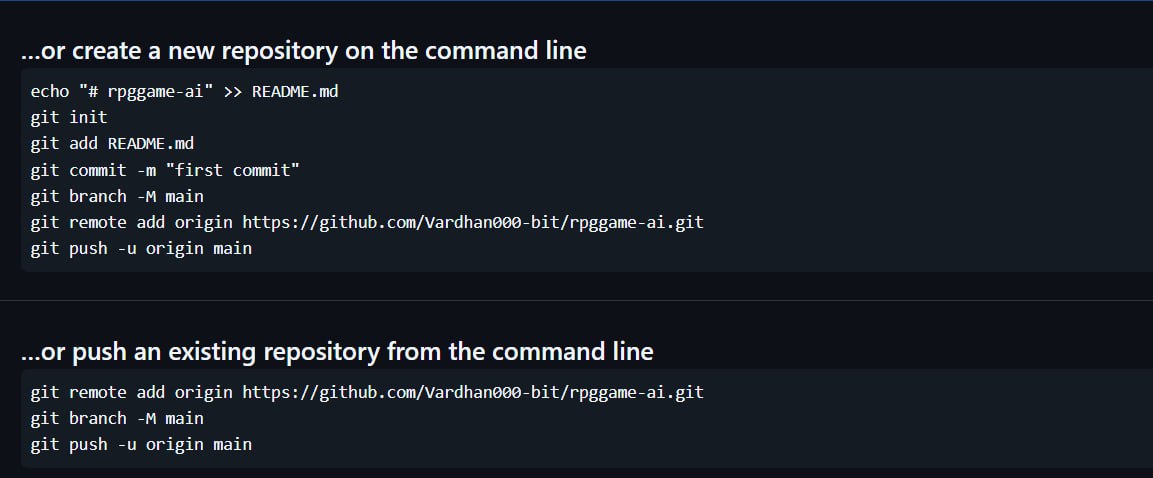 ...or create a new repository on the command line
echo "# rpggame-ai" >> README.md
git init
git add README.md
git commit -m "first commit"
git branch -M main
git remote add origin https://github.com/Vardhan000-bit/rpggame-ai.git
git push -u origin main
...or push an existing repository from the command line
git remote add origin https://github.com/Vardhan000-bit/rpggame-ai.git
git branch -M main
git push -u origin main